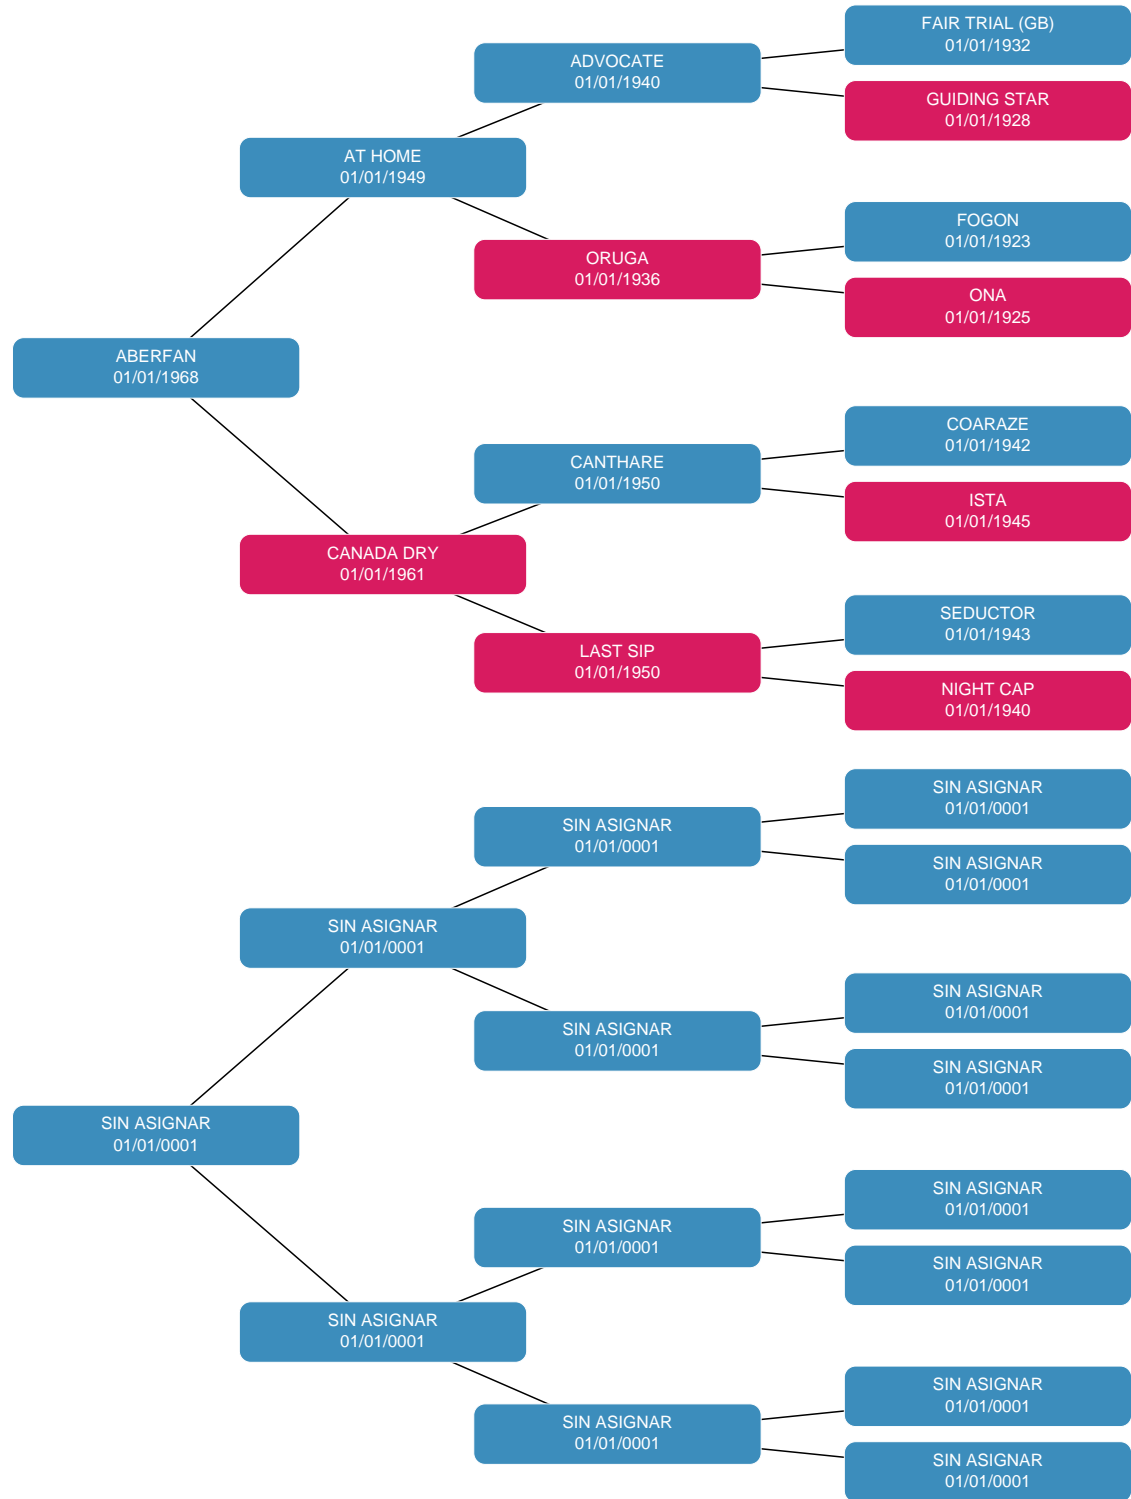 FAIR TRIAL (GB)
01/01/1932
ADVOCATE
01/01/1940
GUIDING STAR
01/01/1928
AT HOME
01/01/1949
FOGON
01/01/1923
ORUGA
01/01/1936
ONA
01/01/1925
ABERFAN
01/01/1968
COARAZE
01/01/1942
CANTHARE
01/01/1950
ISTA
01/01/1945
CANADA DRY
01/01/1961
SEDUCTOR
01/01/1943
LAST SIP
01/01/1950
NIGHT CAP
01/01/1940
SIN ASIGNAR
01/01/0001
SIN ASIGNAR
01/01/0001
SIN ASIGNAR
01/01/0001
SIN ASIGNAR
01/01/0001
SIN ASIGNAR
01/01/0001
SIN ASIGNAR
01/01/0001
SIN ASIGNAR
01/01/0001
SIN ASIGNAR
01/01/0001
SIN ASIGNAR
01/01/0001
SIN ASIGNAR
01/01/0001
SIN ASIGNAR
01/01/0001
SIN ASIGNAR
01/01/0001
SIN ASIGNAR
01/01/0001
SIN ASIGNAR
01/01/0001
SIN ASIGNAR
01/01/0001